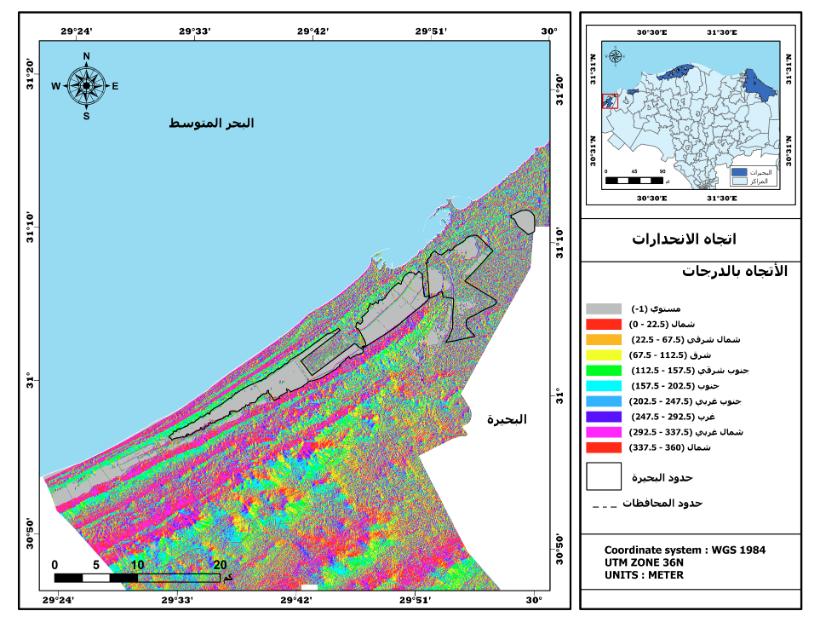 29°24' 29°33' 29°42' 29°51' 30°
31°20'
31°20'
N
W E
S
البحر المتوسط
31°10'
31°10'
31°
31°
البحيرة
30°50'
30°50'
0 5 10 20
كم
29°24' 29°33' 29°42' 29°51' 30°
30°30'E 31°30'E
31°31'N
31°31'N
30°31'N
30°31'N
0 45 90
البحيرات
المراكز
30°30'E 31°30'E
اتجاه الانحدارات
الأتجاه بالدرجات
مستوي (1-)
شمال (22.5 - 0)
شمال شرقي (67.5 - 22.5)
شرق (112.5 - 67.5)
جنوب شرقي (157.5 - 112.5)
جنوب (202.5 - 157.5)
جنوب غربي (247.5 - 202.5)
غرب (292.5 - 247.5)
شمال غربي (337.5 - 292.5)
شمال (360 - 337.5)
حدود البحيرة
حدود المحافظات
Coordinate system : WGS 1984
UTM ZONE 36N
UNITS : METER